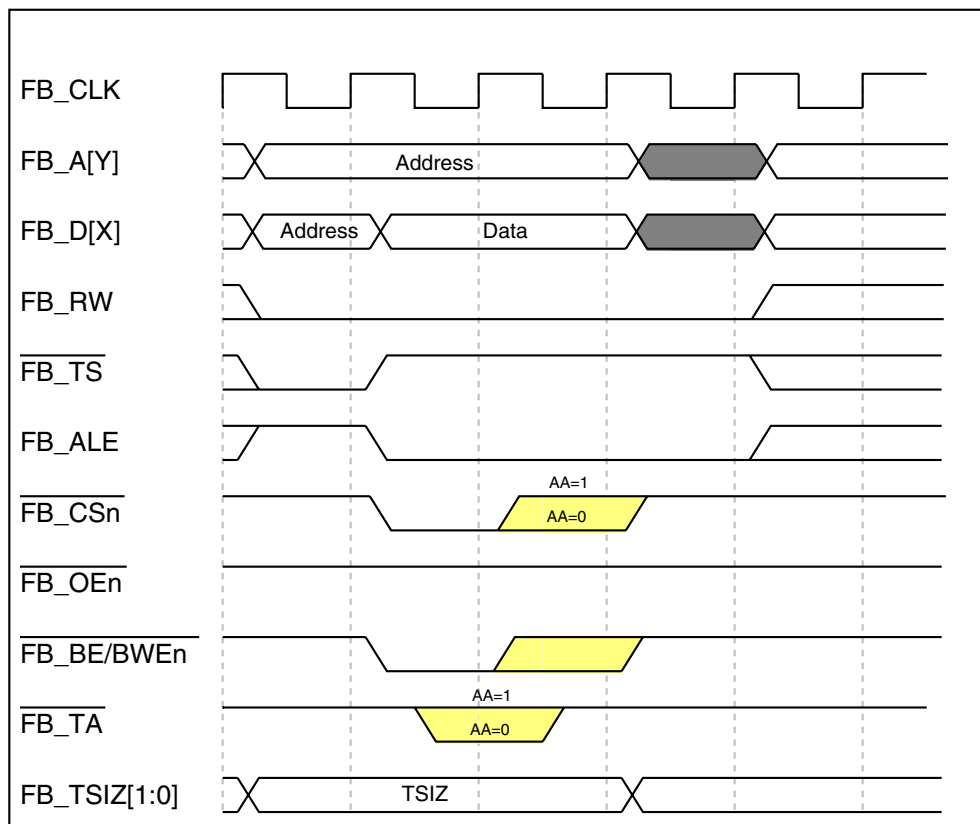 FB_CLK
FB_A[Y]
Address
FB_D[X]
Address
Data
FB_RW
FB_TS
FB_ALE
AA=1
FB_CSn
AA=0
FB_OEn
FB_BE/BWEn
AA=1
FB_TA
AA=0
FB_TSIZ[1:0]
TSIZ